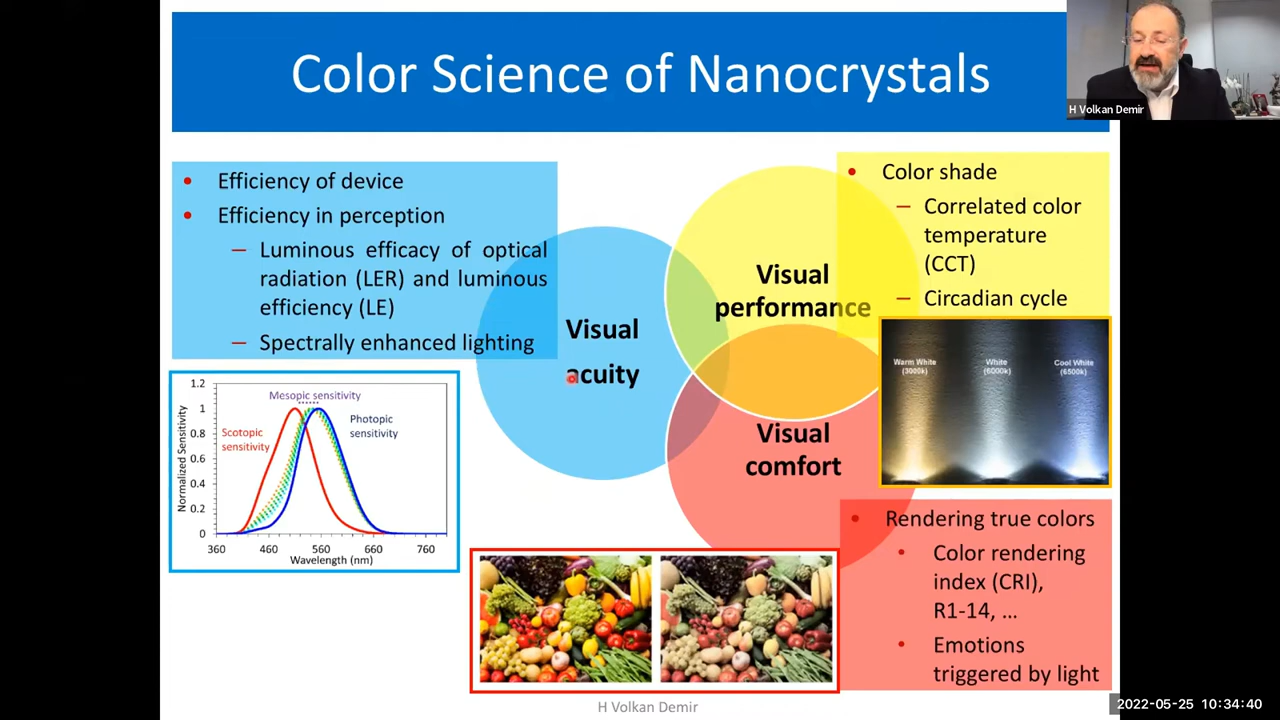 Color Science of Nanocrystals
H Volkan Demir
• Efficiency of device
• Efficiency in perception
– Luminous efficacy of optical
radiation (LER) and luminous
efficiency (LE)
– Spectrally enhanced lighting
Visual
acuity
Visual
performance
Visual
comfort
• Color shade
– Correlated color
temperature
(CCT)
– Circadian cycle
Warm White
(3000k)
White
(6000k)
Cool White
(6500k)
1.2
1
0.8
0.6
0.4
0.2
0
Normalized Sensitivity
Mesopic sensitivity
Scotopic
sensitivity
Photopic
sensitivity
360 460 560 660 760
Wavelength (nm)
• Rendering true colors
• Color rendering
index (CRI),
R1-14, ...
• Emotions
triggered by light
H Volkan Demir
2022-05-25 10:34:40